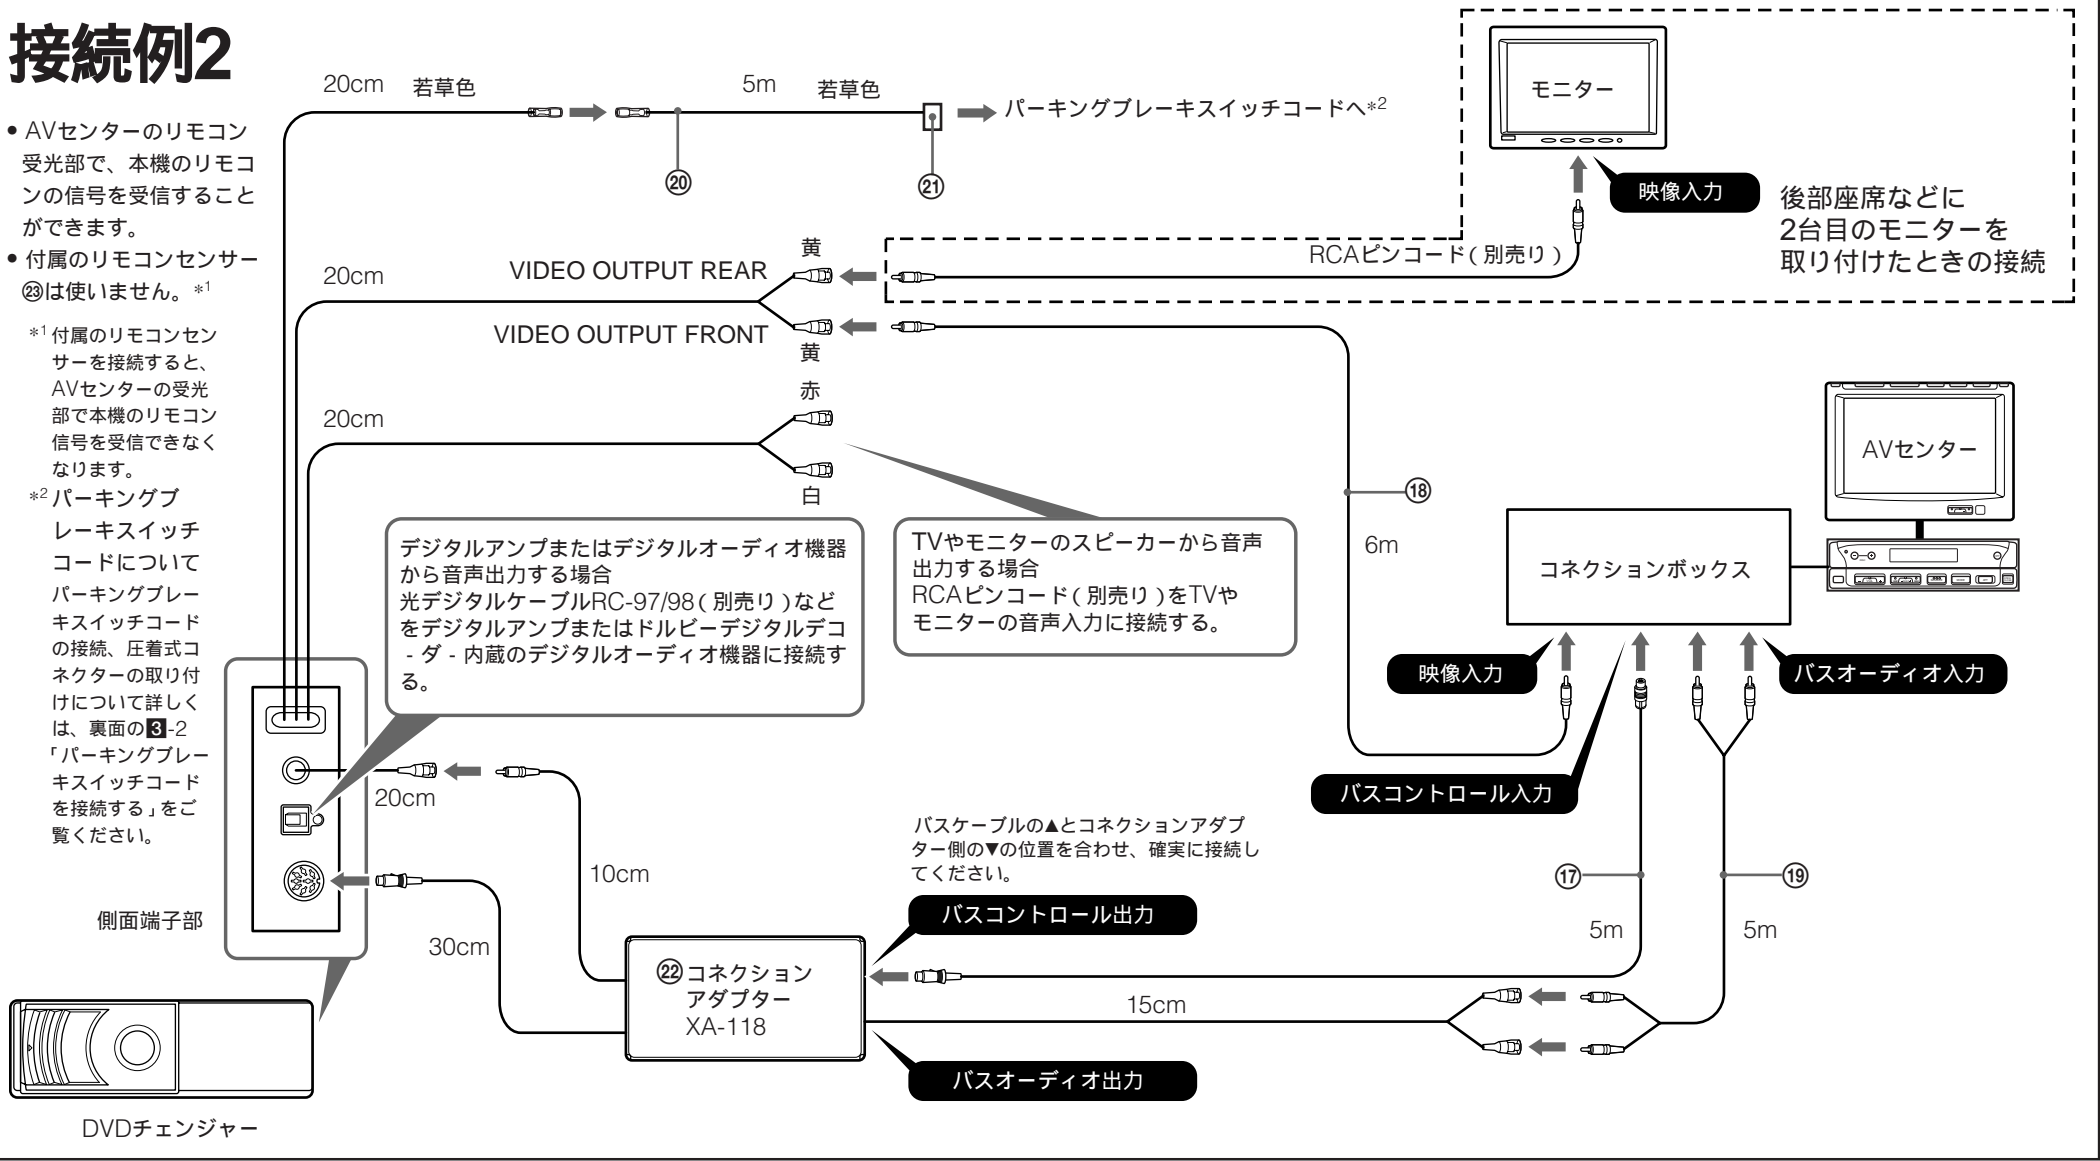 接続例2
• AVセンターのリモコン
受光部で、本機のリモコ
ンの信号を受信すること
ができます。
• 付属のリモコンセンサー
㉓は使いません。*1
*1 付属のリモコンセン
サーを接続すると、
AVセンターの受光
部で本機のリモコン
信号を受信できなく
なります。
*2 パーキングブ
レーキスイッチ
コードについて
パーキングブレー
キスイッチコード
の接続、圧着式コ
ネクターの取り付
けについて詳しく
は、裏面の3-2
「パーキングブレー
キスイッチコード
を接続する」をご
覧ください。
20cm 若草色
5m 若草色
パーキングブレーキスイッチコードへ*2
⑳
㉑
モニター
映像入力
後部座席などに
2台目のモニターを
取り付けたときの接続
RCAピンコード(別売り)
20cm
VIDEO OUTPUT REAR
黄
VIDEO OUTPUT FRONT
黄
20cm
赤
白
デジタルアンプまたはデジタルオーディオ機器
から音声出力する場合
光デジタルケーブルRC-97/98(別売り)など
をデジタルアンプまたはドルビーデジタルデコ
-ダ-内蔵のデジタルオーディオ機器に接続す
る。
TVやモニターのスピーカーから音声
出力する場合
RCAピンコード(別売り)をTVや
モニターの音声入力に接続する。
⑱
6m
AVセンター
コネクションボックス
映像入力
バスオーディオ入力
バスコントロール入力
20cm
10cm
30cm
側面端子部
DVDチェンジャー
バスケーブルの▲とコネクションアダプ
ター側の▼の位置を合わせ、確実に接続し
てください。
バスコントロール出力
⑰
5m
⑲
5m
㉒コネクション
アダプター
XA-118
15cm
バスオーディオ出力